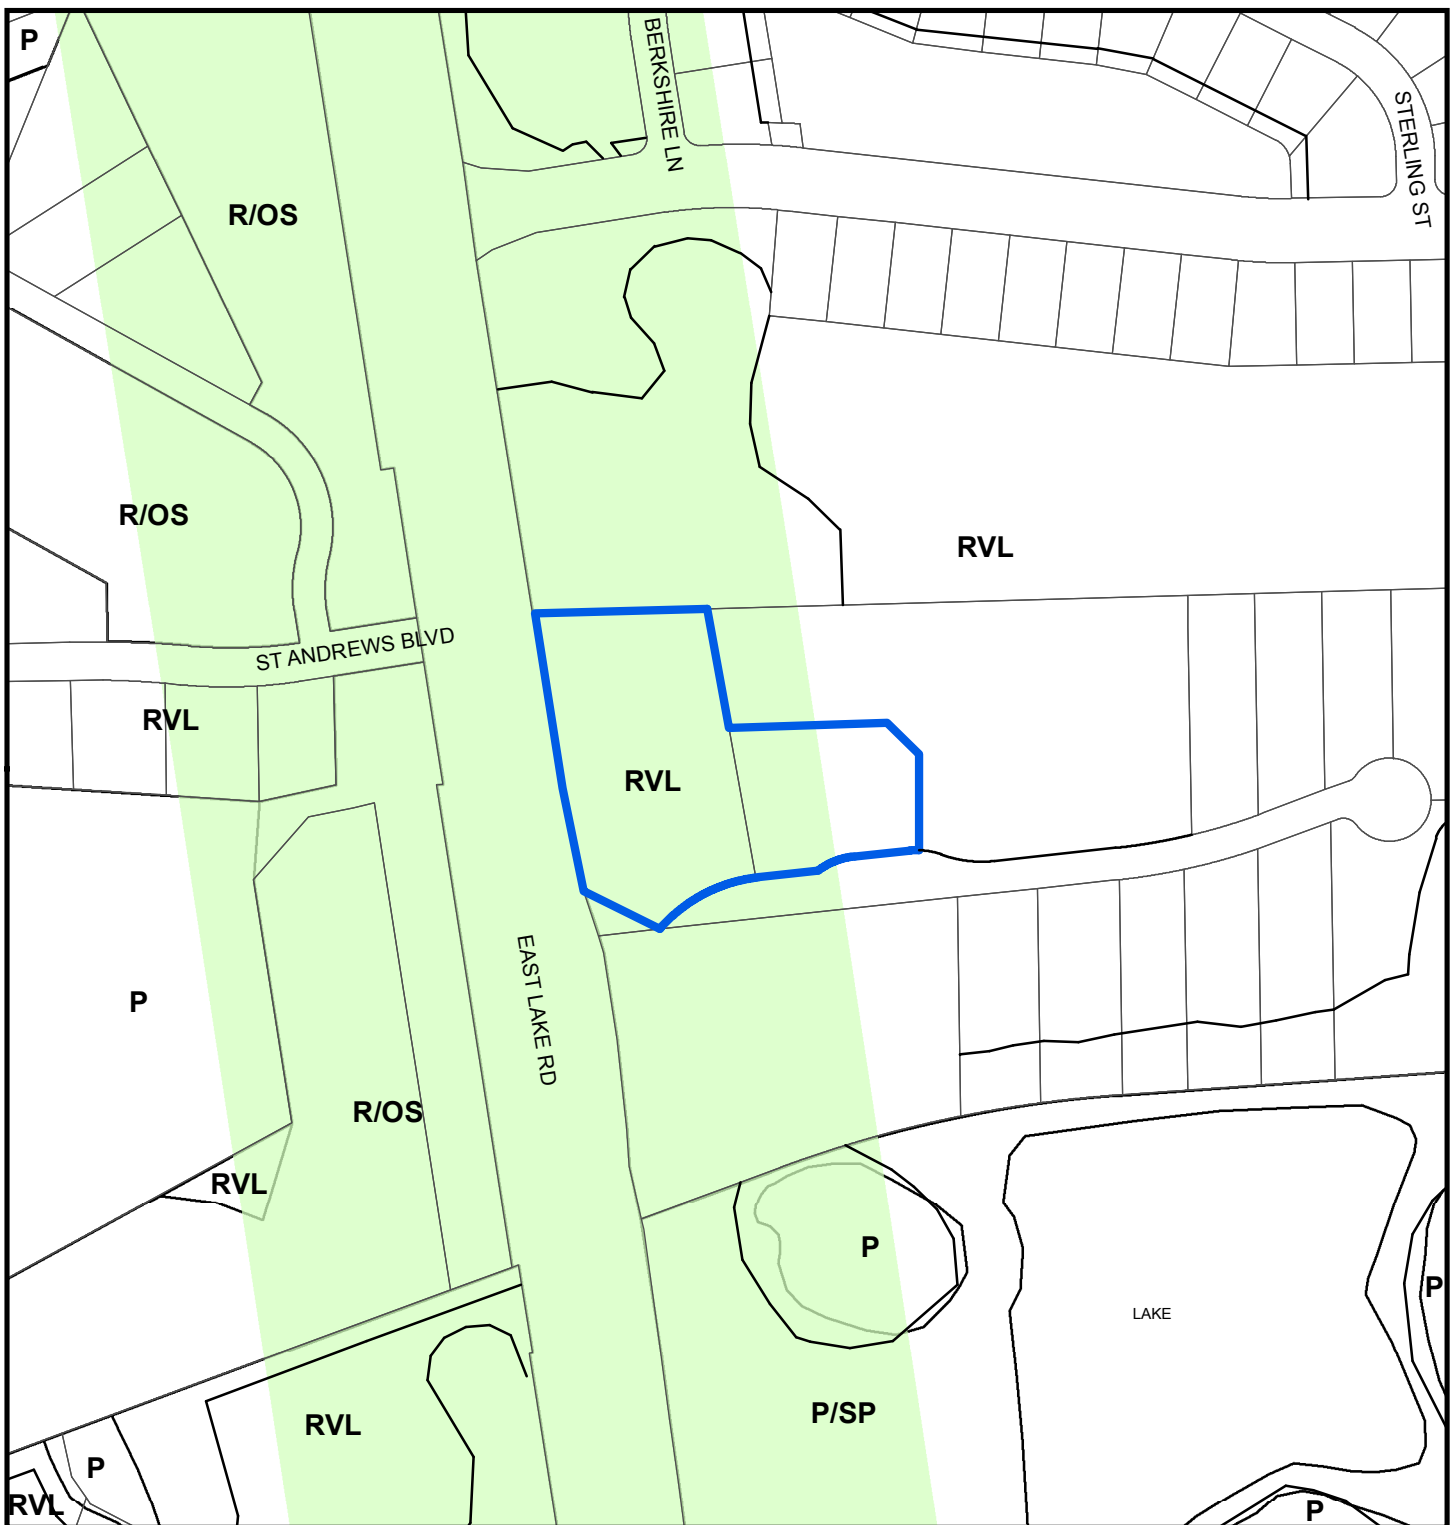 P
BERKSHIRE LN
STERLING ST
R/OS
R/OS
RVL
ST ANDREWS BLVD
RVL
RVL
EAST LAKE RD
P
R/OS
RVL
P
P
LAKE
P/SP
RVL
P
RVL
P